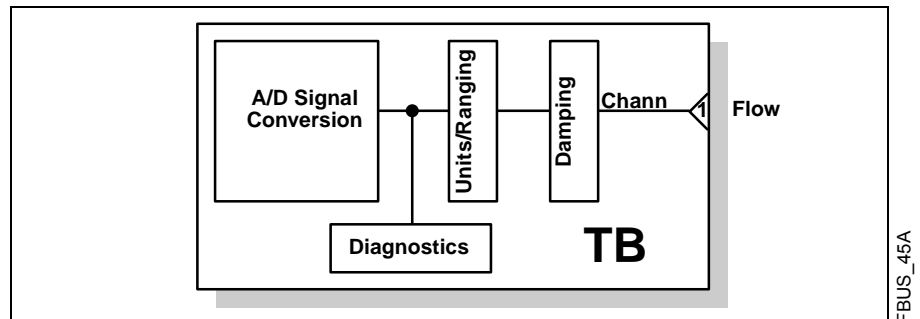 A/D Signal
Conversion
Units/Ranging
Damping
Chann
1
Flow
Diagnostics
TB
FBUS_45A